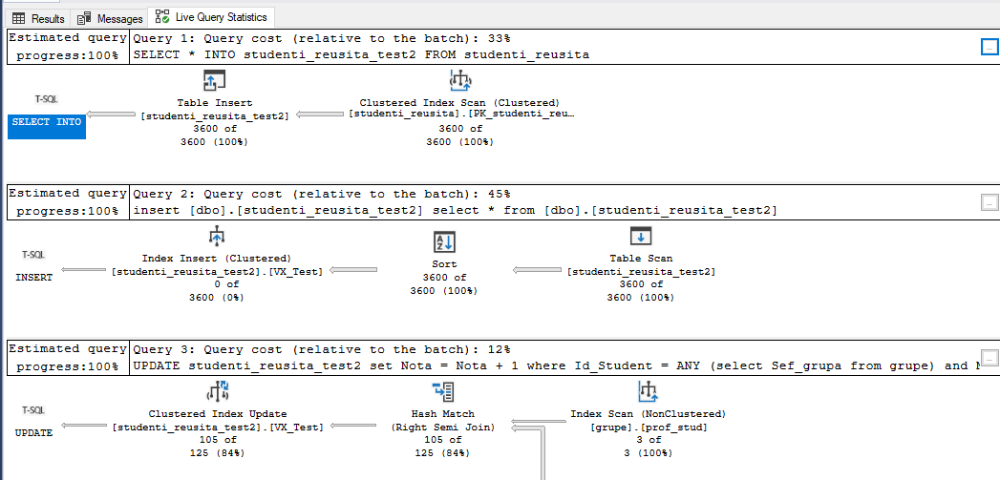 Results Messages Live Query Statistics
Estimated query progress:100%
Query 1: Query cost (relative to the batch): 33%
SELECT * INTO studenti_reusita_test2 FROM studenti_reusita
T-SQL
SELECT INTO
Table Insert
[studenti_reusita_test2]
3600 of
3600 (100%)
Clustered Index Scan (Clustered)
[studenti_reusita].[PK_studenti_reu…
3600 of
3600 (100%)
Estimated query progress:100%
Query 2: Query cost (relative to the batch): 45%
insert [dbo].[studenti_reusita_test2] select * from [dbo].[studenti_reusita_test2]
T-SQL
INSERT
Index Insert (Clustered)
[studenti_reusita_test2].[VX_Test]
0 of
3600 (0%)
Sort
3600 of
3600 (100%)
Table Scan
[studenti_reusita_test2]
3600 of
3600 (100%)
Estimated query progress:100%
Query 3: Query cost (relative to the batch): 12%
UPDATE studenti_reusita_test2 set Nota = Nota + 1 where Id_Student = ANY (select Sef_grupa from grupe) and
T-SQL
UPDATE
Clustered Index Update
[studenti_reusita_test2].[VX_Test]
105 of
125 (84%)
Hash Match
(Right Semi Join)
105 of
125 (84%)
Index Scan (NonClustered)
[grupe].[prof_stud]
3 of
3 (100%)